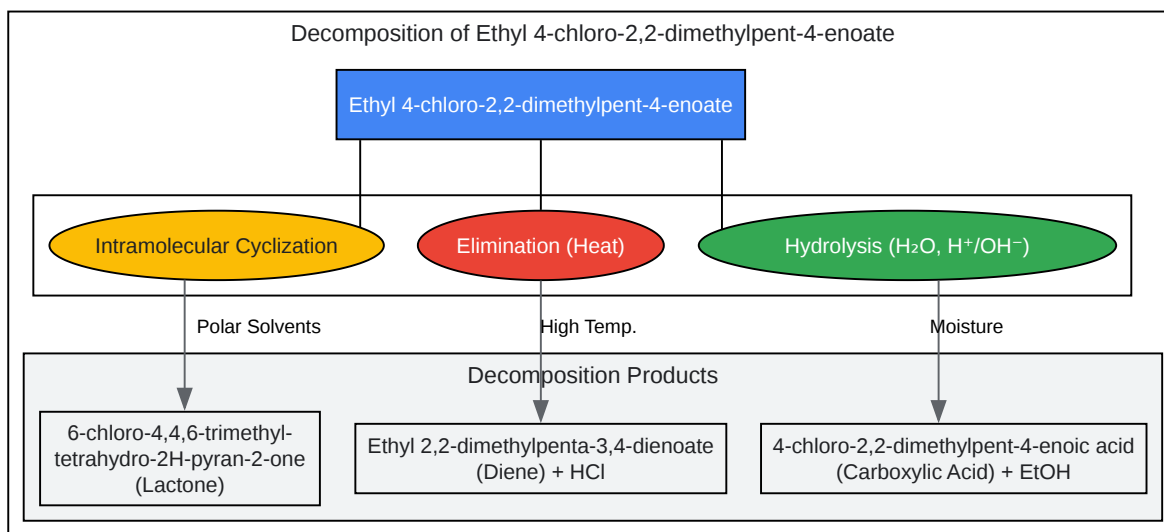 Decomposition of Ethyl 4-chloro-2,2-dimethylpent-4-enoate
Ethyl 4-chloro-2,2-dimethylpent-4-enoate
Intramolecular Cyclization
Elimination (Heat)
Hydrolysis (H₂O, H⁺/OH⁻)
Polar Solvents
High Temp.
Moisture
Decomposition Products
6-chloro-4,4,6-trimethyl-
tetrahydro-2H-pyran-2-one
(Lactone)
Ethyl 2,2-dimethylpenta-3,4-dienoate
(Diene) + HCl
4-chloro-2,2-dimethylpent-4-enoic acid
(Carboxylic Acid) + EtOH